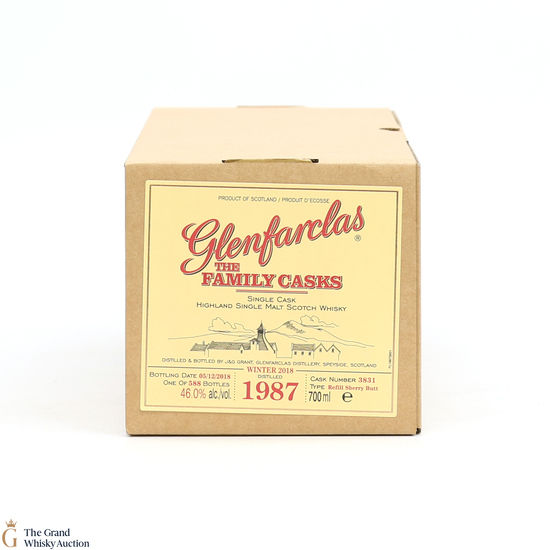 PRODUCT OF SCOTLAND / PRODUIT D'ECOSSE
Glenfarclas ®
THE
FAMILY CASKS
SINGLE CASK
HIGHLAND SINGLE MALT SCOTCH WHISKY
DISTILLED & BOTTLED BY J&G GRANT, GLENFARCLAS DISTILLERY, SPEYSIDE, SCOTLAND
BOTTLING DATE 05/12/2018
ONE OF 588 BOTTLES
46.0% alc./vol.
WINTER 2018
DISTILLED
1987
CASK NUMBER 3831
TYPE Refill Sherry Butt
700ml e
G
The Grand
Whisky Auction